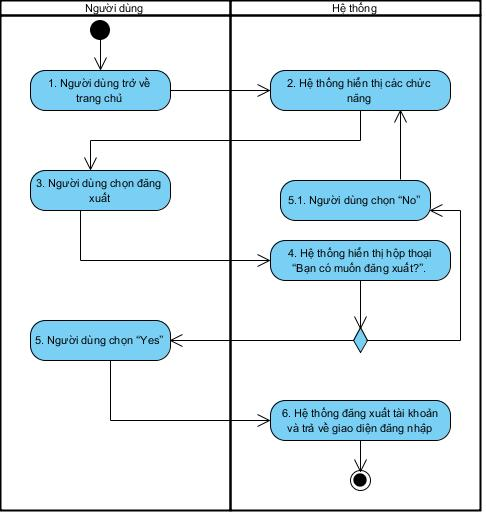 Người dùng
Hệ thống
1. Người dùng trở về
trang chủ
2. Hệ thống hiển thị các chức
năng
3. Người dùng chọn đăng
xuất
5.1. Người dùng chọn “No”
4. Hệ thống hiển thị hộp thoại
“Bạn có muốn đăng xuất?”.
5. Người dùng chọn “Yes”
6. Hệ thống đăng xuất tài khoản
và trả về giao diện đăng nhập